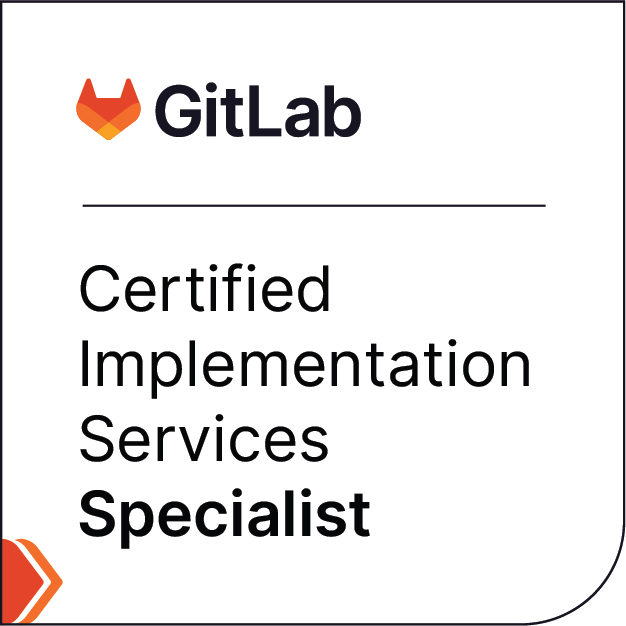 GitLab
Certified
Implementation
Services
Specialist